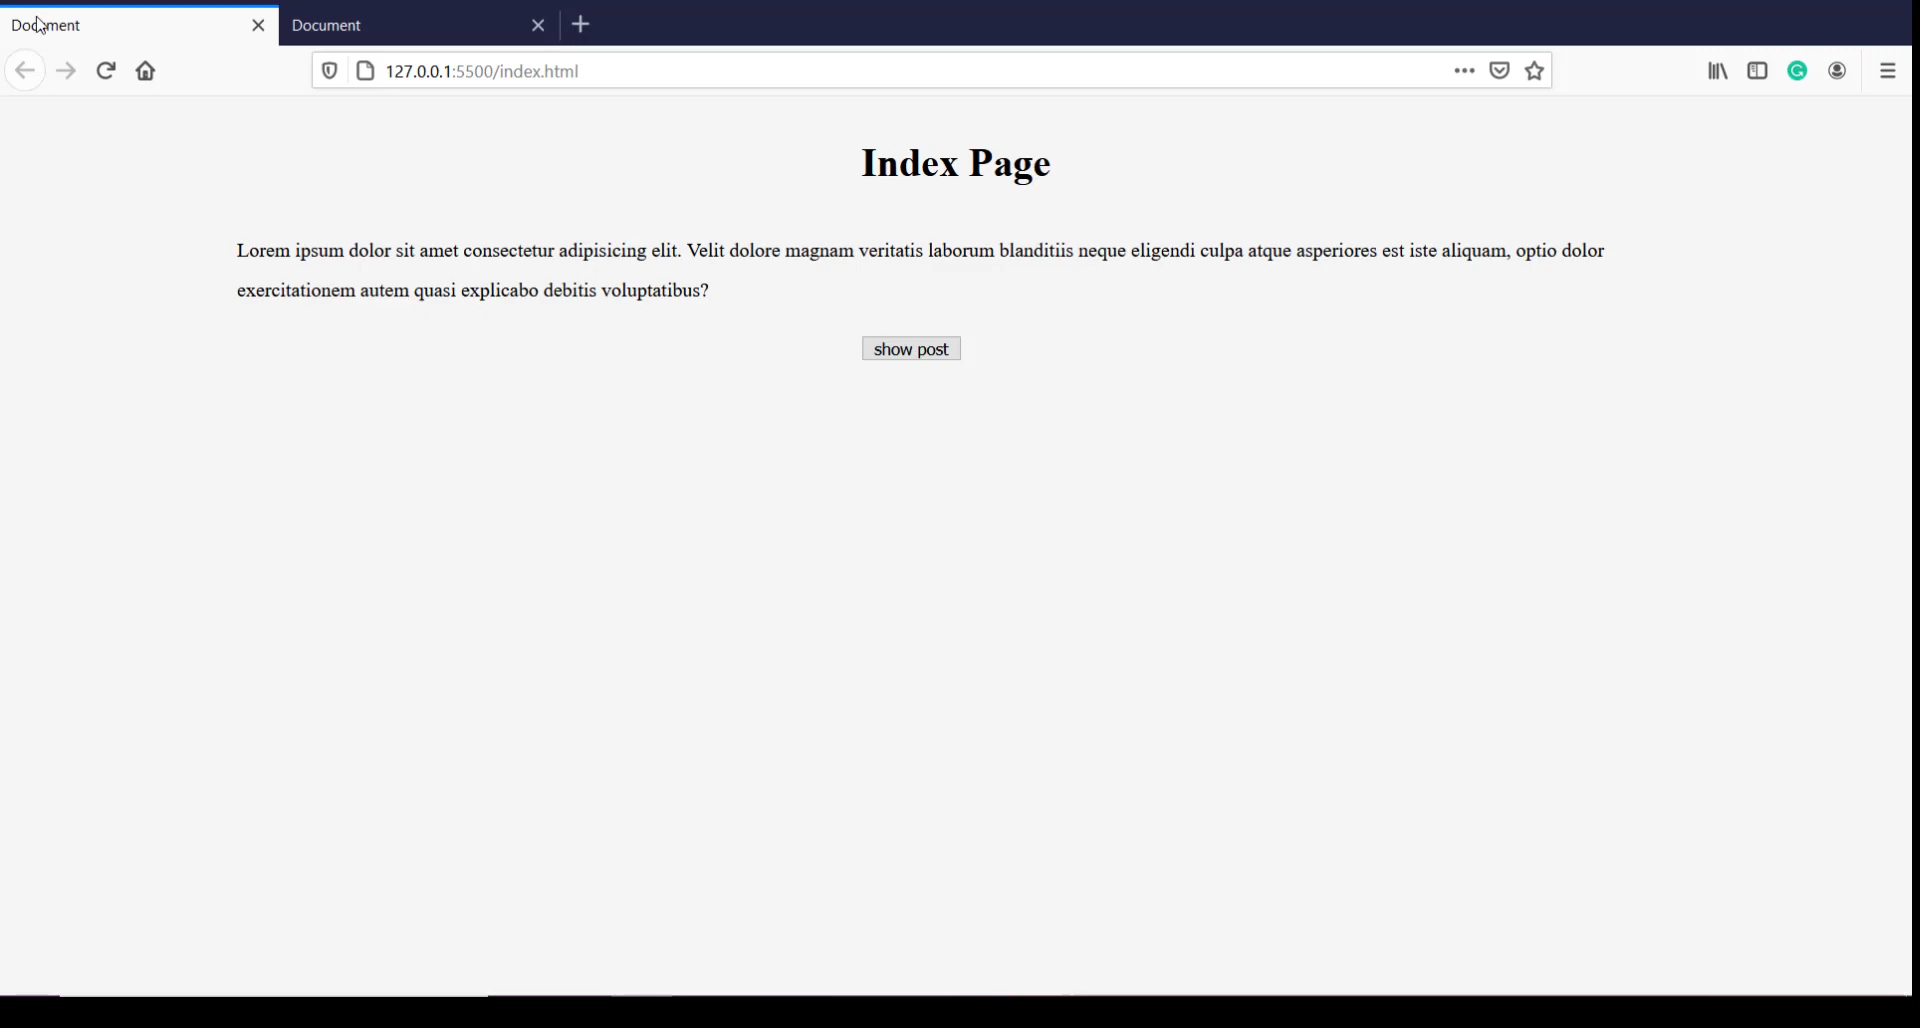 Document
Document
127.0.0.1:5500/index.html
Index Page
Lorem ipsum dolor sit amet consectetur adipisicing elit. Velit dolore magnam veritatis laborum blanditiis neque eligendi culpa atque asperiores est iste aliquam, optio dolor
exercitationem autem quasi explicabo debitis voluptatibus?
show post